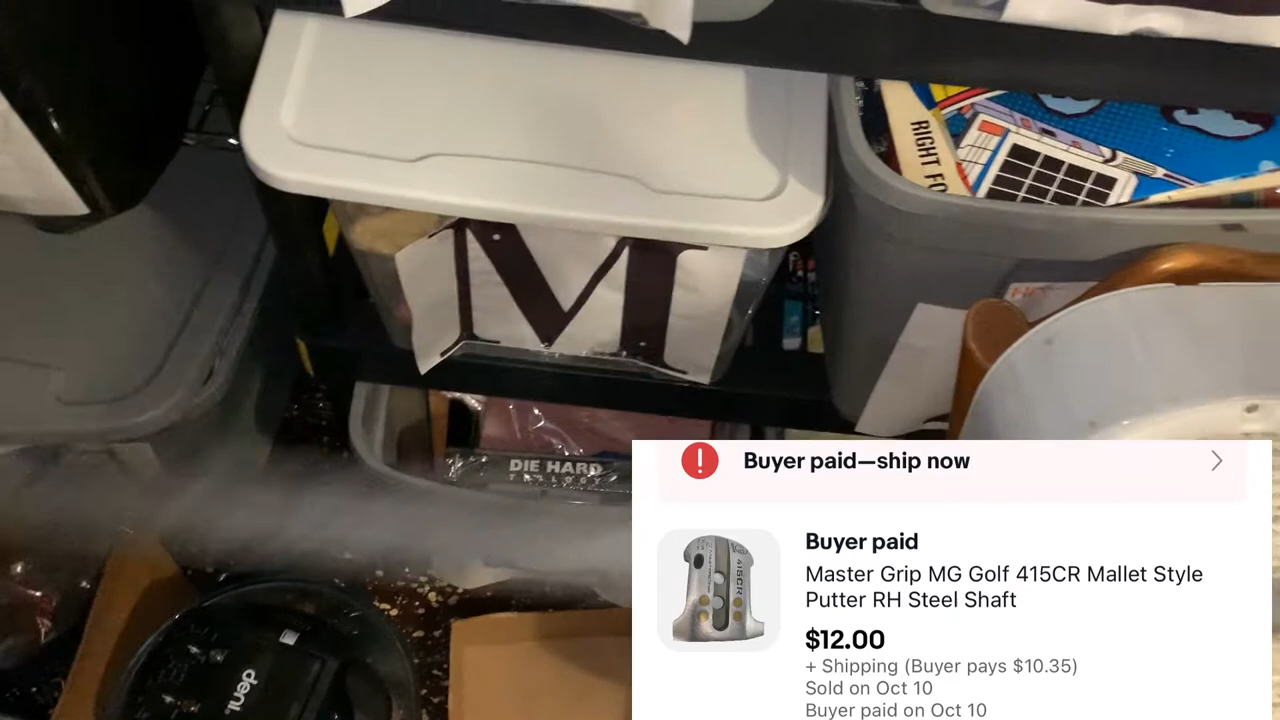 RIGHT FO
M
DIE HARD
TRILOGY
deni.
Buyer paid—ship now
Buyer paid
Master Grip MG Golf 415CR Mallet Style
Putter RH Steel Shaft
415CR
$12.00
+ Shipping (Buyer pays $10.35)
Sold on Oct 10
Buyer paid on Oct 10